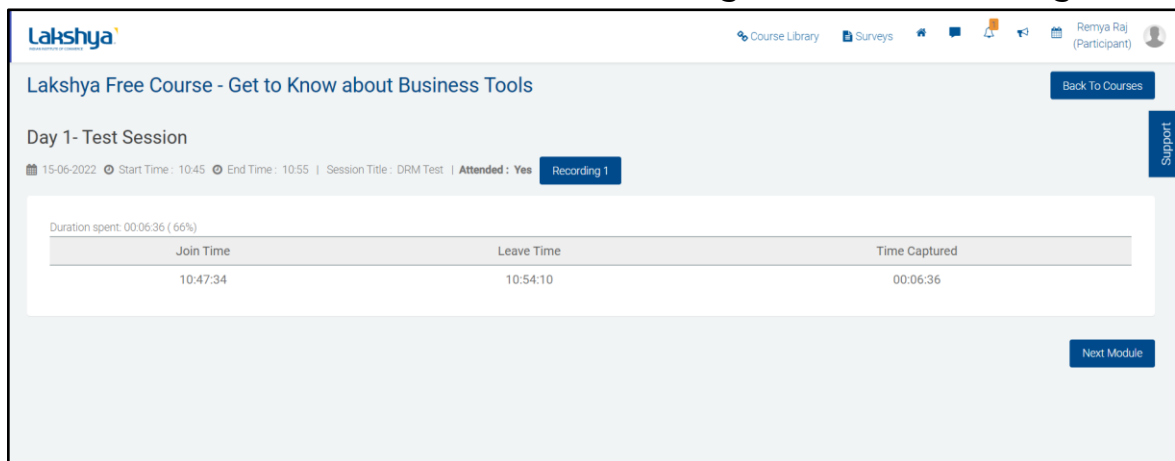 Lakshya
Course Library Surveys Remya Raj
(Participant)
Lakshya Free Course - Get to Know about Business Tools Back To Courses
Support
Day 1- Test Session
15-06-2022 Start Time : 10:45 End Time : 10:55 | Session Title : DRM Test | Attended : Yes Recording 1
Duration spent: 00:06:36 ( 66%)
Join Time Leave Time Time Captured
10:47:34 10:54:10 00:06:36
Next Module